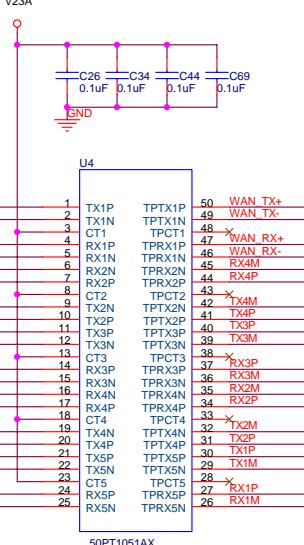 V23A
C26 C34 C44 C69
0.1uF 0.1uF 0.1uF 0.1uF
GND
U4
1 TX1P TPTX1P 50 WAN_TX+
2 TX1N TPTX1N 49 WAN_TX-
3 CT1 TPCT1 48
4 RX1P TPRX1P 47 WAN_RX+
5 RX1N TPRX1N 46 WAN_RX-
6 RX2N TPRX2N 45 RX4M
7 RX2P TPRX2P 44 RX4P
8 CT2 TPCT2 43
9 TX2N TPTX2N 42 TX4M
10 TX2P TPTX2P 41 TX4P
11 TX3P TPTX3P 40 TX3P
12 TX3N TPTX3N 39 TX3M
13 CT3 TPCT3 38
14 RX3P TPRX3P 37 RX3P
15 RX3N TPRX3N 36 RX3M
16 RX4N TPRX4N 35 RX2M
17 RX4P TPRX4P 34 RX2P
18 CT4 TPCT4 33
19 TX4N TPTX4N 32 TX2M
20 TX4P TPTX4P 31 TX2P
21 TX5P TPTX5P 30 TX1P
22 TX5N TPTX5N 29 TX1M
23 CT5 TPCT5 28
24 RX5P TPRX5P 27 RX1P
25 RX5N TPRX5N 26 RX1M
50PT1051AX